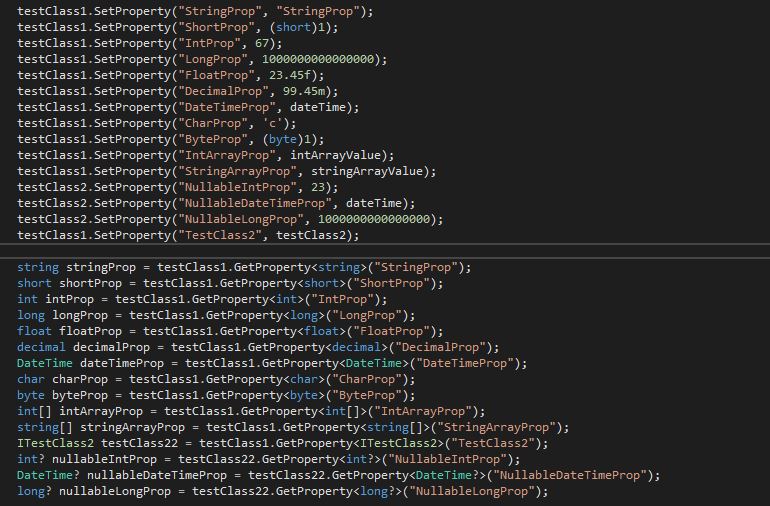 testClass1.SetProperty("StringProp", "StringProp");
testClass1.SetProperty("ShortProp", (short)1);
testClass1.SetProperty("IntProp", 67);
testClass1.SetProperty("LongProp", 1000000000000000);
testClass1.SetProperty("FloatProp", 23.45f);
testClass1.SetProperty("DecimalProp", 99.45m);
testClass1.SetProperty("DateTimeProp", dateTime);
testClass1.SetProperty("CharProp", 'c');
testClass1.SetProperty("ByteProp", (byte)1);
testClass1.SetProperty("IntArrayProp", intArrayValue);
testClass1.SetProperty("StringArrayProp", stringArrayValue);
testClass2.SetProperty("NullableIntProp", 23);
testClass2.SetProperty("NullableDateTimeProp", dateTime);
testClass2.SetProperty("NullableLongProp", 1000000000000000);
testClass1.SetProperty("TestClass2", testClass2);
string stringProp = testClass1.GetProperty<string>("StringProp");
short shortProp = testClass1.GetProperty<short>("ShortProp");
int intProp = testClass1.GetProperty<int>("IntProp");
long longProp = testClass1.GetProperty<long>("LongProp");
float floatProp = testClass1.GetProperty<float>("FloatProp");
decimal decimalProp = testClass1.GetProperty<decimal>("DecimalProp");
DateTime dateTimeProp = testClass1.GetProperty<DateTime>("DateTimeProp");
char charProp = testClass1.GetProperty<char>("CharProp");
byte byteProp = testClass1.GetProperty<byte>("ByteProp");
int[] intArrayProp = testClass1.GetProperty<int[]>("IntArrayProp");
string[] stringArrayProp = testClass1.GetProperty<string[]>("StringArrayProp");
ITestClass2 testClass22 = testClass1.GetProperty<ITestClass2>("TestClass2");
int? nullableIntProp = testClass22.GetProperty<int?>("NullableIntProp");
DateTime? nullableDateTimeProp = testClass22.GetProperty<DateTime?>("NullableDateTimeProp");
long? nullableLongProp = testClass22.GetProperty<long?>("NullableLongProp");